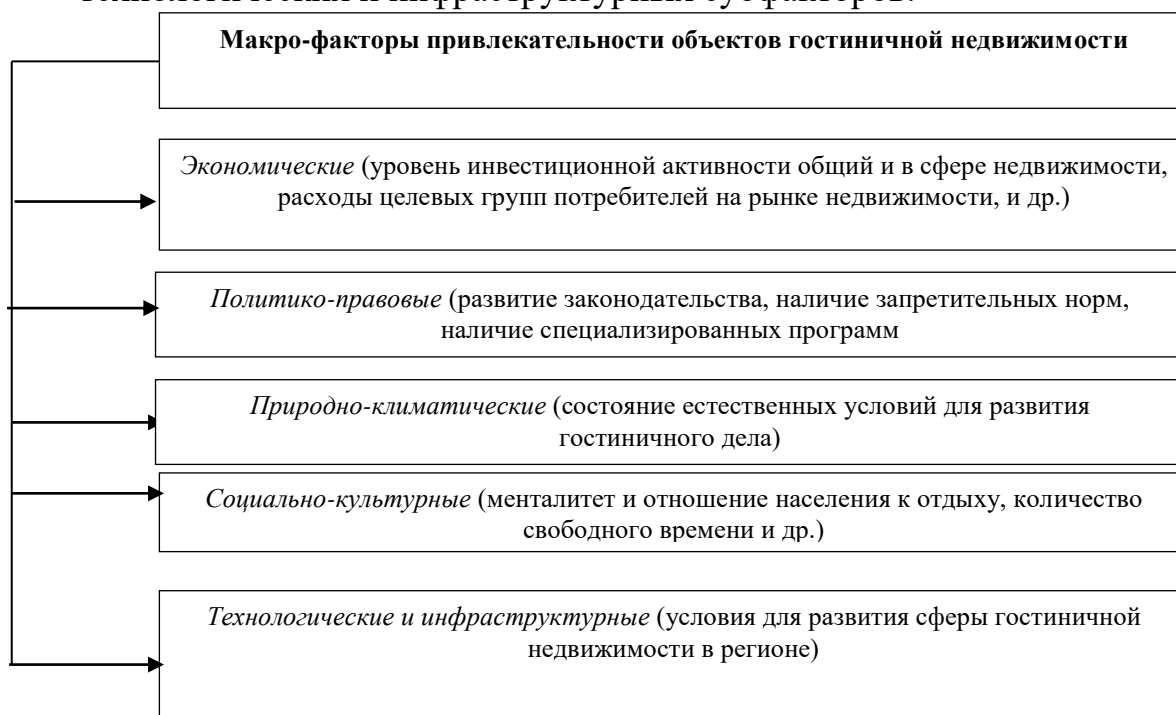 технологических и инфраструктурных субфакторов.
Макро-факторы привлекательности объектов гостиничной недвижимости
Экономические (уровень инвестиционной активности общий и в сфере недвижимости,
расходы целевых групп потребителей на рынке недвижимости, и др.)
Политико-правовые (развитие законодательства, наличие запретительных норм,
наличие специализированных программ
Природно-климатические (состояние естественных условий для развития
гостиничного дела)
Социально-культурные (менталитет и отношение населения к отдыху, количество
свободного времени и др.)
Технологические и инфраструктурные (условия для развития сферы гостиничной
недвижимости в регионе)